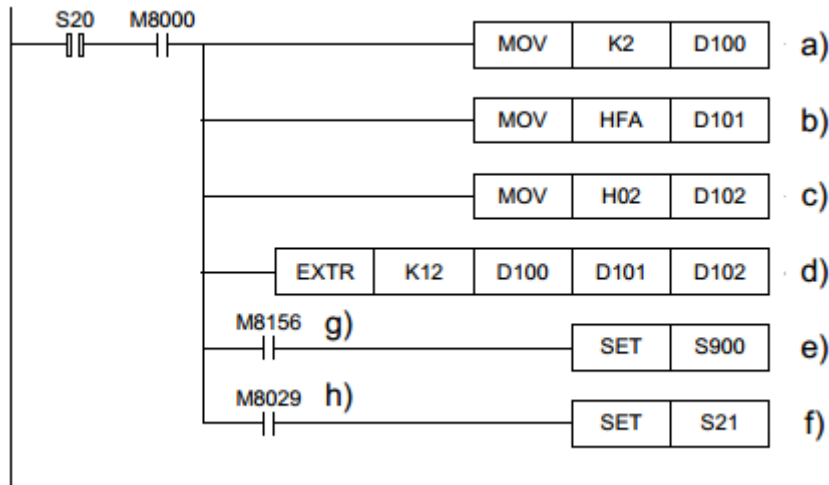 S20 M8000
MOV K2 D100 a)
MOV HFA D101 b)
MOV H02 D102 c)
EXTR K12 D100 D101 D102 d)
M8156 g)
SET S900 e)
M8029 h)
SET S21 f)